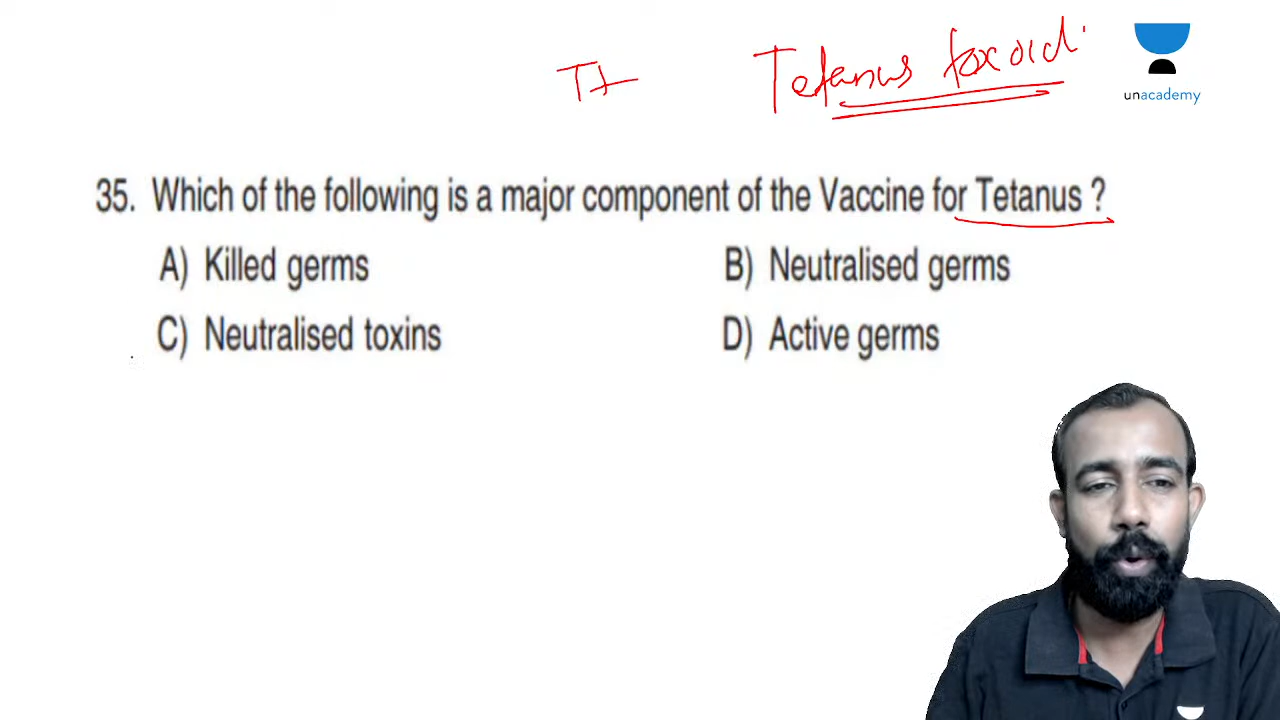 TT Tetanus toxoid
unacademy
35. Which of the following is a major component of the Vaccine for Tetanus ?
A) Killed germs B) Neutralised germs
C) Neutralised toxins D) Active germs